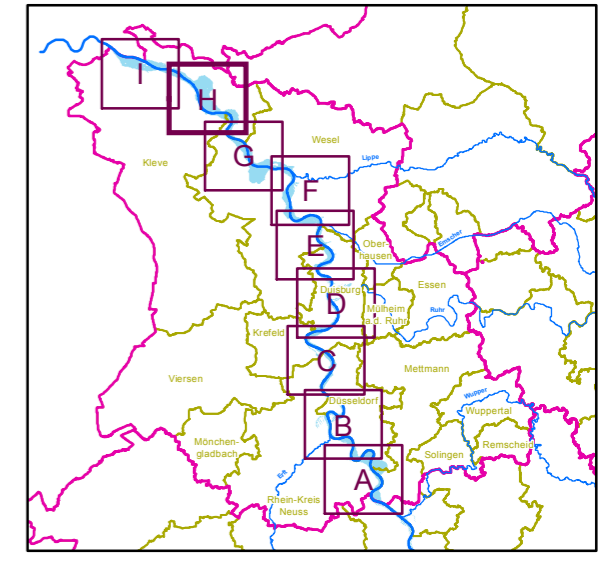 I
H
G
Wesel
Kleve
Lippe
F
E
Ober-
hausen
Emscher
Duisburg
D
Essen
Mülheim
a.d. Ruhr
Ruhr
Krefeld
C
Mettmann
Viersen
Düsseldorf
Wupper
Wuppertal
B
Mönchen-
gladbach
Solingen
Remscheid
Erft
A
Rhein-Kreis
Neuss